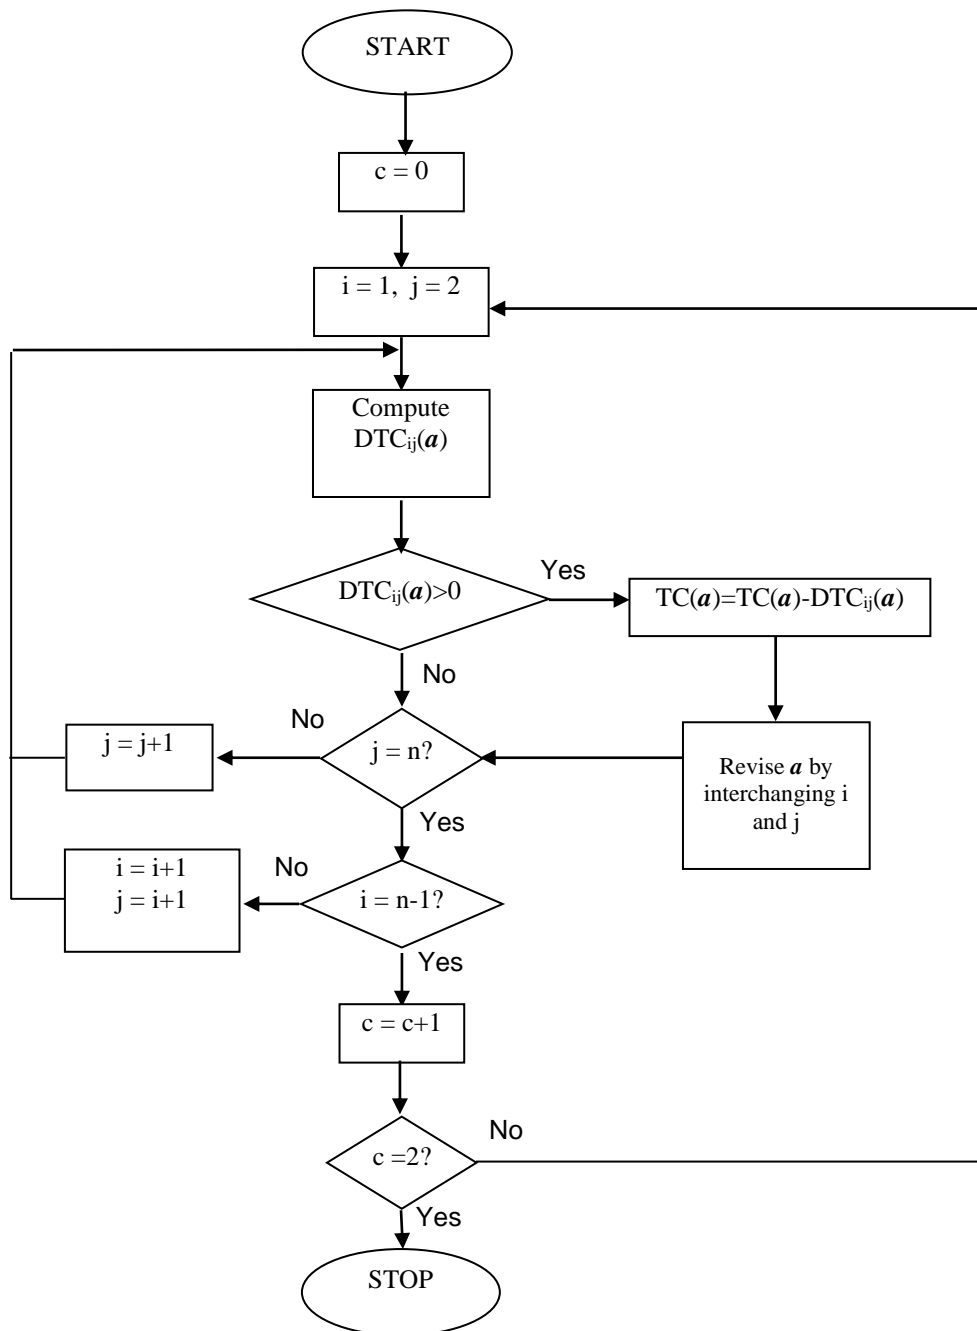 START
c = 0
i = 1, j = 2
Compute
DTCij(a)
DTCij(a)>0
Yes
TC(a)=TC(a)-DTCij(a)
No
No
j = j+1
j = n?
Revise a by
interchanging i
and j
Yes
i = i+1
j = i+1
No
i = n-1?
Yes
c = c+1
c =2?
No
Yes
STOP